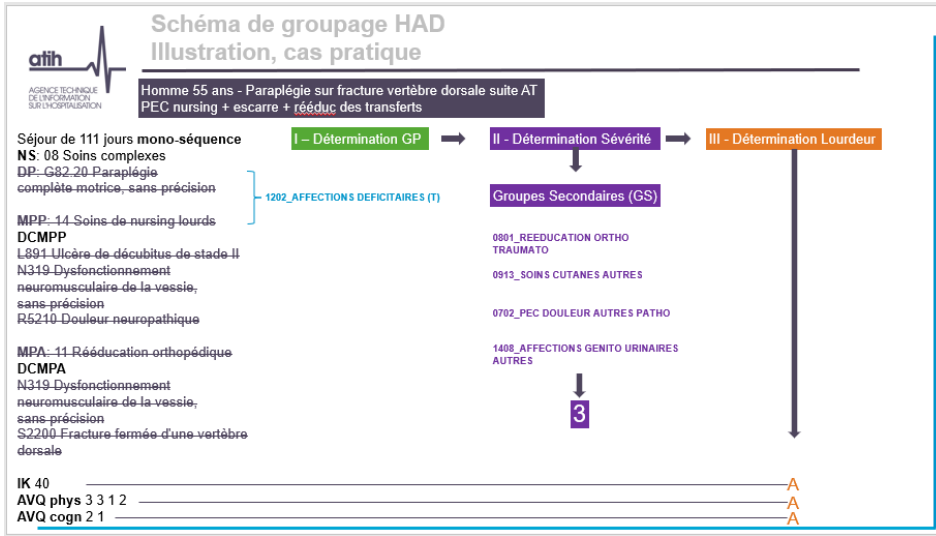 Schéma de groupage HAD
Illustration, cas pratique
atih
AGENCE TECHNIQUE
DE L'INFORMATION
SUR L'HOSPITALISATION
Homme 55 ans - Paraplégie sur fracture vertèbre dorsale suite AT
PEC nursing + escarre + rééduc des transferts
Séjour de 111 jours mono-séquence
NS: 08 Soins complexes
DP: G82.20 Paraplégie
complète motrice, sans précision
MPP: 14 Soins de nursing lourds
DCMPP
L891 Ulcère de décubitus de stade II
N319 Dysfonctionnement
neuromusculaire de la vessie,
sans précision
R5210 Douleur neuropathique
MPA: 11 Rééducation orthopédique
DCMPA
N319 Dysfonctionnement
neuromusculaire de la vessie,
sans précision
S2200 Fracture fermée d'une vertèbre
dorsale
I – Détermination GP
1202_AFFECTIONS DEFICITAIRES (T)
II - Détermination Sévérité
Groupes Secondaires (GS)
0801_REEDUCATION ORTHO
TRAUMATO
0913_SOINS CUTANES AUTRES
0702_PEC DOULEUR AUTRES PATHO
1408_AFFECTIONS GENITO URINAIRES
AUTRES
3
III - Détermination Lourdeur
IK 40 A
AVQ phys 3 3 1 2 A
AVQ cogn 2 1 A